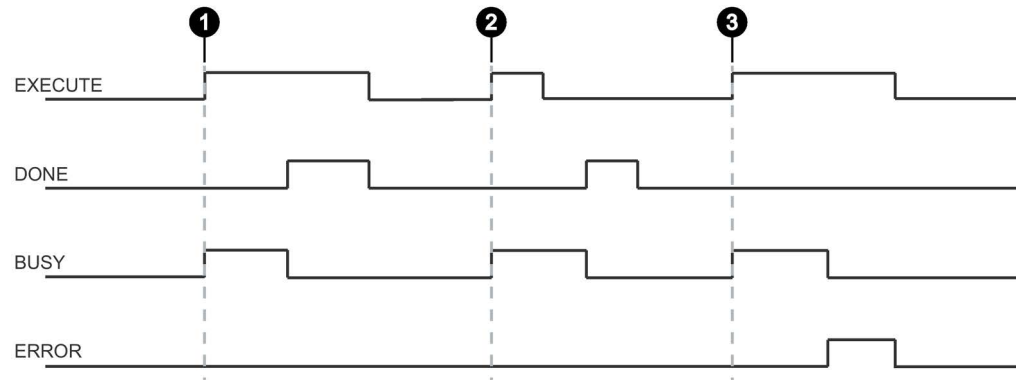 1 2 3
EXECUTE
DONE
BUSY
ERROR